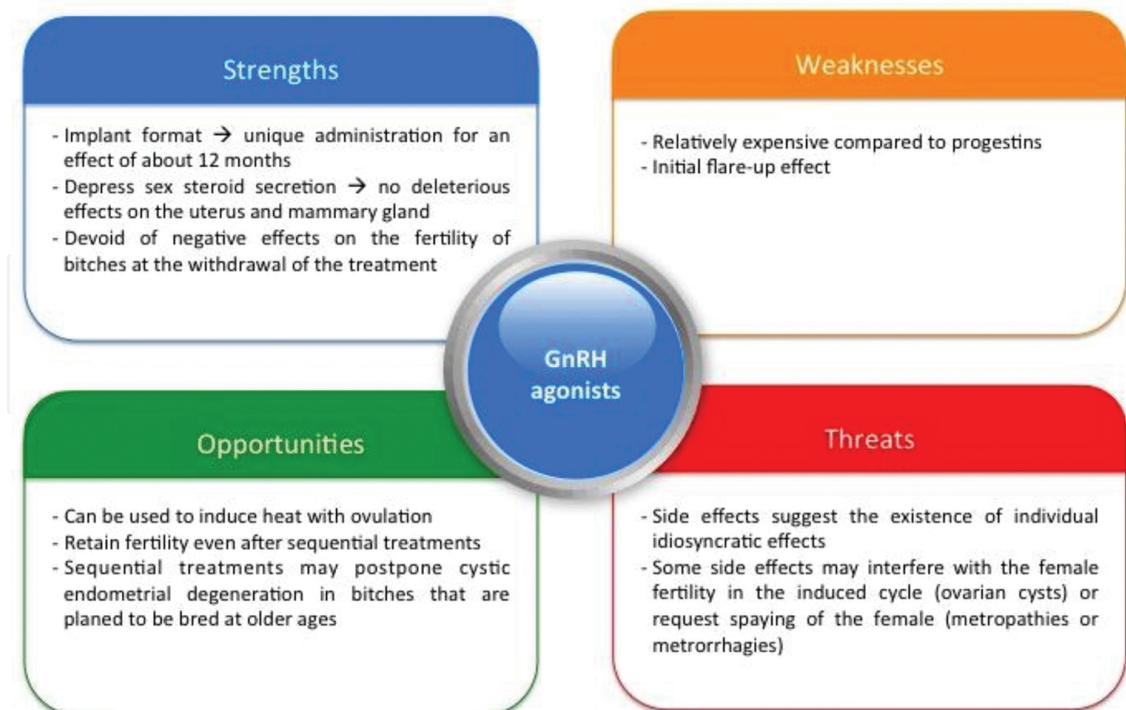 Strengths
- Implant format → unique administration for an
effect of about 12 months
- Depress sex steroid secretion → no deleterious
effects on the uterus and mammary gland
- Devoid of negative effects on the fertility of
bitches at the withdrawal of the treatment
Weaknesses
- Relatively expensive compared to progestins
- Initial flare-up effect
GnRH
agonists
Opportunities
- Can be used to induce heat with ovulation
- Retain fertility even after sequential treatments
- Sequential treatments may postpone cystic
endometrial degeneration in bitches that are
planed to be bred at older ages
Threats
- Side effects suggest the existence of individual
idiosyncratic effects
- Some side effects may interfere with the female
fertility in the induced cycle (ovarian cysts) or
request spaying of the female (metropathies or
metrorrhagies)